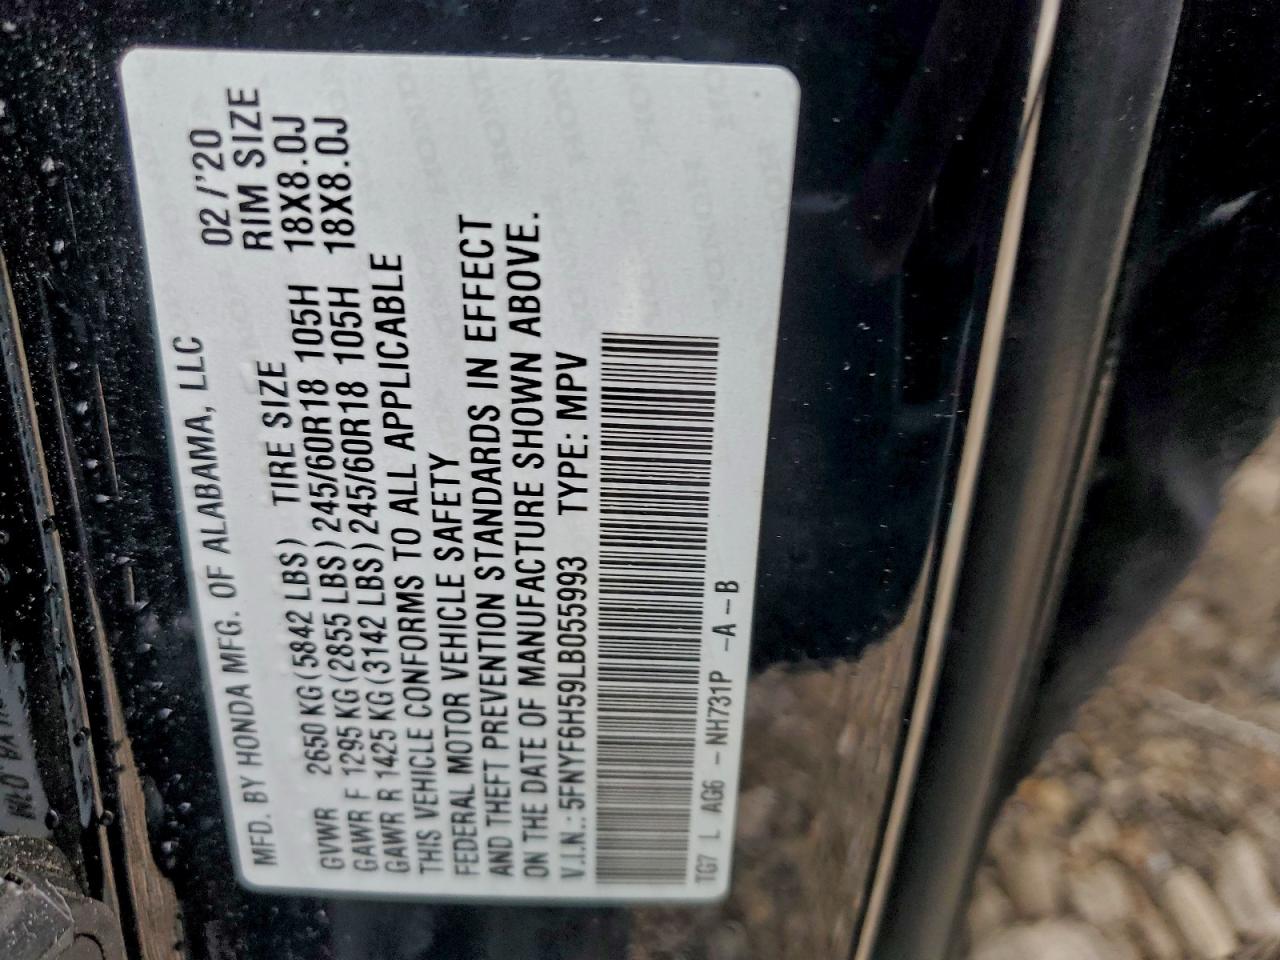 MFD. BY HONDA MFG. OF ALABAMA, LLC 02/'20
GVWR 2650 KG (5842 LBS) TIRE SIZE RIM SIZE
GAWR F 1295 KG (2855 LBS) 245/60R18 105H 18X8.0J
GAWR R 1425 KG (3142 LBS) 245/60R18 105H 18X8.0J
THIS VEHICLE CONFORMS TO ALL APPLICABLE
FEDERAL MOTOR VEHICLE SAFETY
AND THEFT PREVENTION STANDARDS IN EFFECT
ON THE DATE OF MANUFACTURE SHOWN ABOVE.
V.I.N.: 5FNYF6H59LB055993 TYPE: MPV
TG7 L AG6 - NH731P -A-B